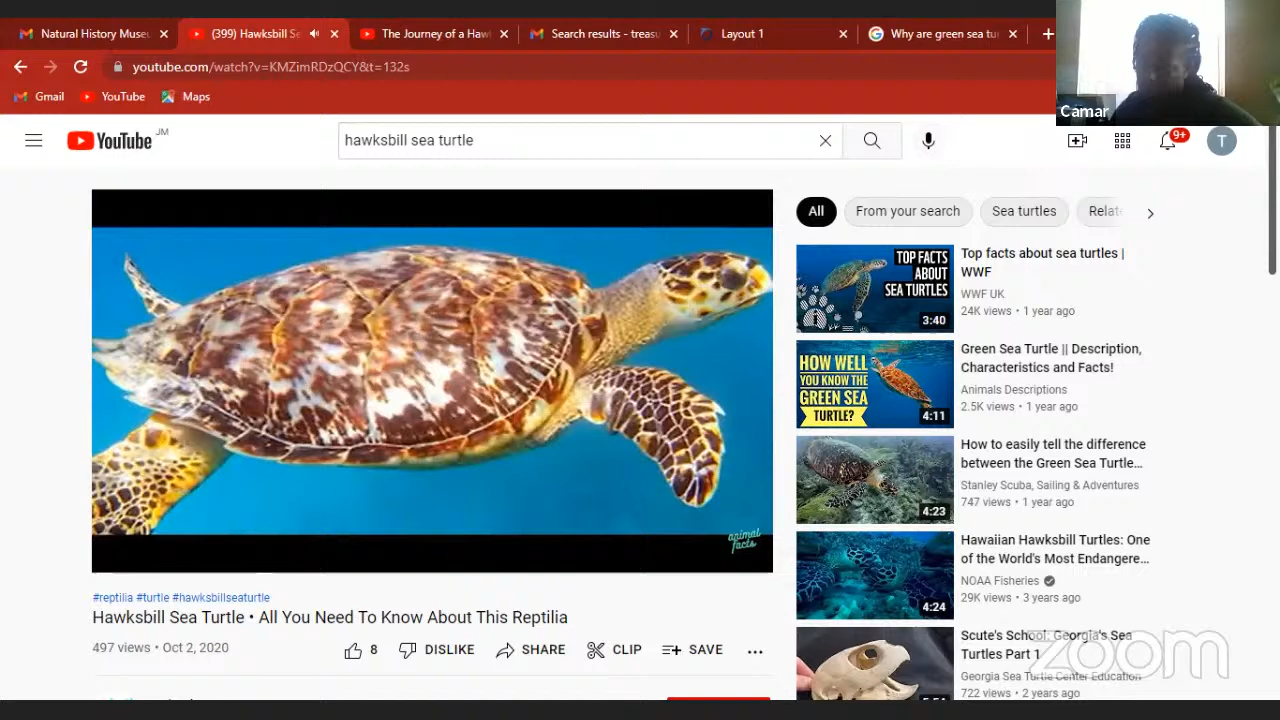 Natural History Muse
(399) Hawksbill Se
The Journey of a Haw
Search results - treasu
Layout 1
Why are green sea tu
youtube.com/watch?v=KMZimRDzQCY&t=132s
Gmail
YouTube
Maps
Camar
YouTube JM
hawksbill sea turtle
9+
T
All
From your search
Sea turtles
Relat
TOP FACTS
ABOUT
SEA TURTLES
3:40
Top facts about sea turtles |
WWF
WWF UK
24K views • 1 year ago
HOW WELL
YOU KNOW THE
GREEN SEA
TURTLE?
4:11
Green Sea Turtle || Description,
Characteristics and Facts!
Animals Descriptions
2.5K views • 1 year ago
4:23
How to easily tell the difference
between the Green Sea Turtle...
Stanley Scuba, Sailing & Adventures
747 views • 1 year ago
4:24
Hawaiian Hawksbill Turtles: One
of the World's Most Endangere...
NOAA Fisheries
29K views • 3 years ago
Scute's School: Georgia's Sea
Turtles Part 1
Georgia Sea Turtle Center Education
722 views • 2 years ago
animal
facts
#reptilia #turtle #hawksbillseaturtle
Hawksbill Sea Turtle • All You Need To Know About This Reptilia
497 views • Oct 2, 2020
8
DISLIKE
SHARE
CLIP
SAVE
zoom